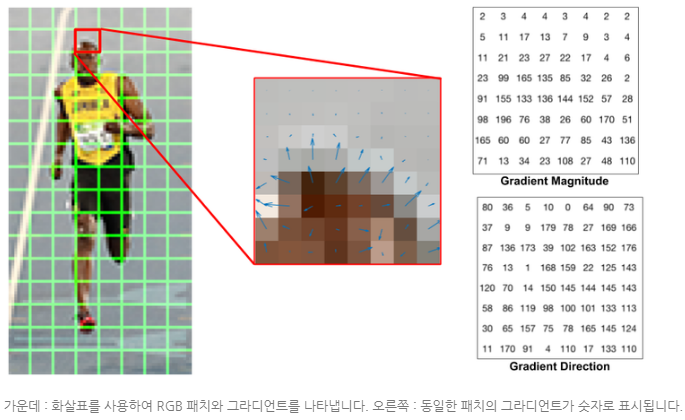 2 3 4 4 3 4 2 2
5 11 17 13 7 9 3 4
11 21 23 27 22 17 4 6
23 99 165 135 85 32 26 2
91 155 133 136 144 152 57 28
98 196 76 38 26 60 170 51
165 60 60 27 77 85 43 136
71 13 34 23 108 27 48 110
Gradient Magnitude
80 36 5 10 0 64 90 73
37 9 9 179 78 27 169 166
87 136 173 39 102 163 152 176
76 13 1 168 159 22 125 143
120 70 14 150 145 144 145 143
58 86 119 98 100 101 133 113
30 65 157 75 78 165 145 124
11 170 91 4 110 17 133 110
Gradient Direction
가운데 : 화살표를 사용하여 RGB 패치와 그라디언트를 나타냅니다. 오른쪽 : 동일한 패치의 그라디언트가 숫자로 표시됩니다.